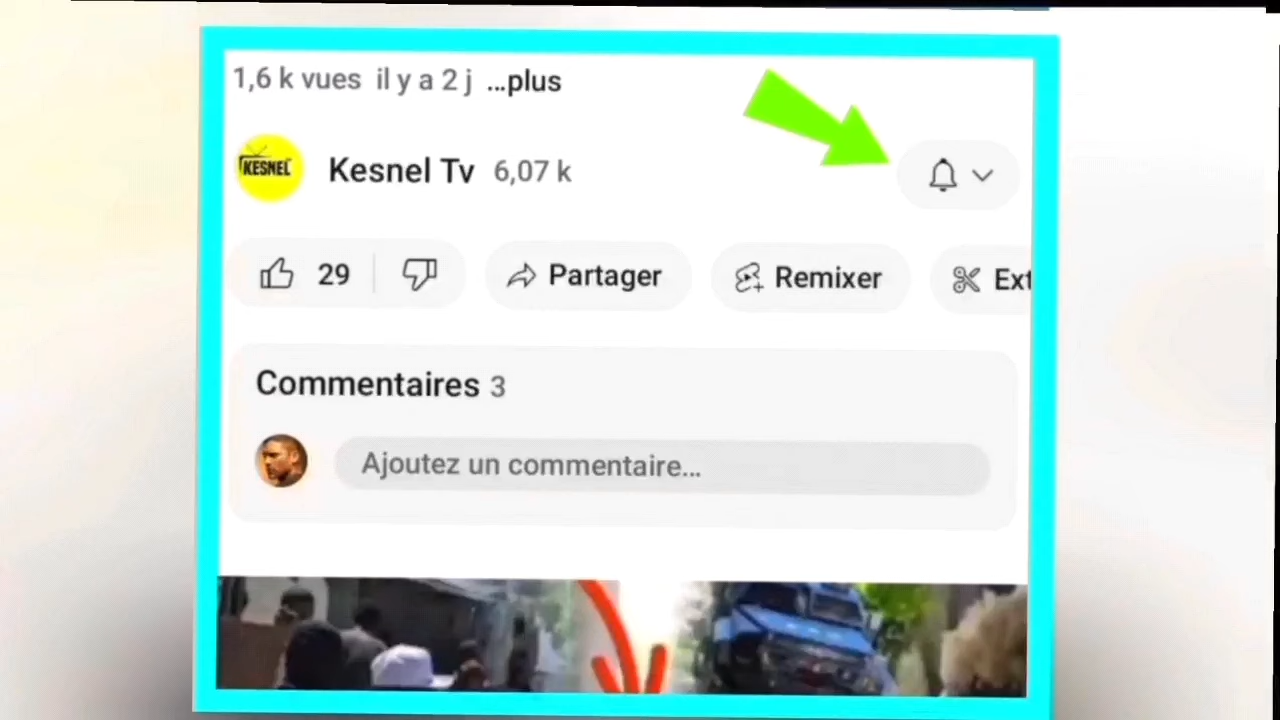 1,6 k vues il y a 2 j ...plus
KESNEL
Kesnel Tv 6,07 k
29 Partager Remixer Ext
Commentaires 3
Ajoutez un commentaire...